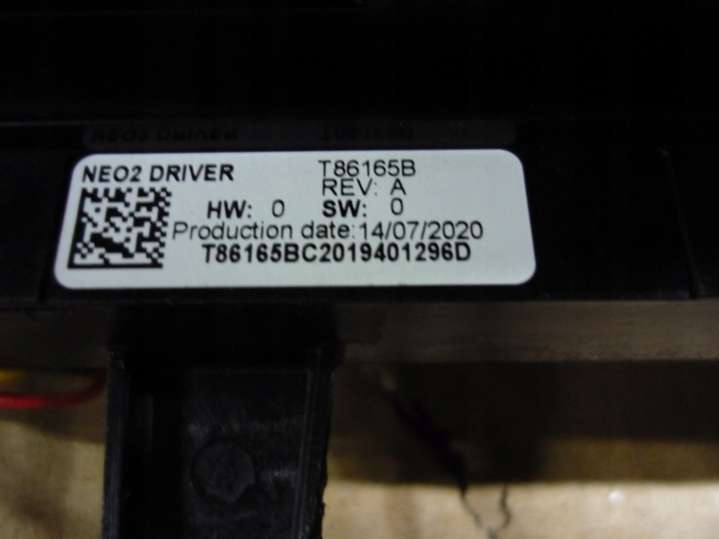 NEO2 DRIVER T86165B
REV: A
HW: 0 SW: 0
Production date:14/07/2020
T86165BC2019401296D